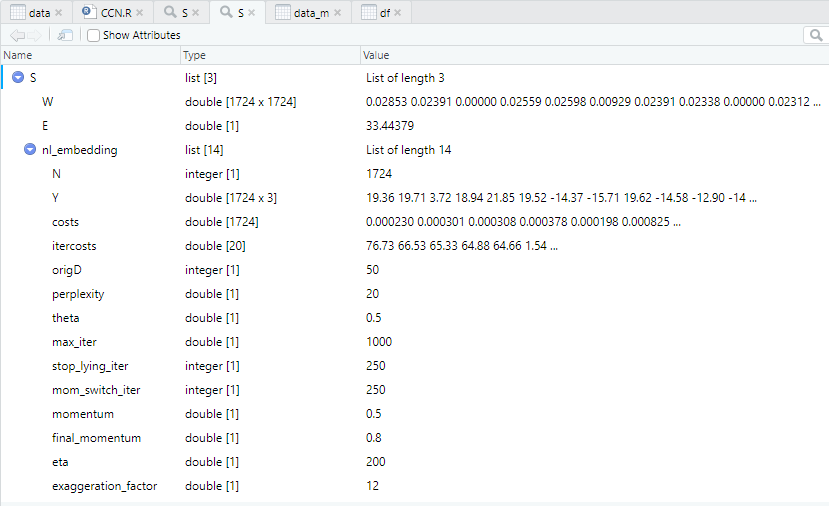 data CCN.R S S data_m df
Show Attributes
Name Type Value
S list [3] List of length 3
W double [1724 x 1724] 0.02853 0.02391 0.00000 0.02559 0.02598 0.00929 0.02391 0.02338 0.00000 0.02312 ...
E double [1] 33.44379
nl_embedding list [14] List of length 14
N integer [1] 1724
Y double [1724 x 3] 19.36 19.71 3.72 18.94 21.85 19.52 -14.37 -15.71 19.62 -14.58 -12.90 -14 ...
costs double [1724] 0.000230 0.000301 0.000308 0.000378 0.000198 0.000825 ...
itercosts double [20] 76.73 66.53 65.33 64.88 64.66 1.54 ...
origD integer [1] 50
perplexity double [1] 20
theta double [1] 0.5
max_iter double [1] 1000
stop_lying_iter integer [1] 250
mom_switch_iter integer [1] 250
momentum double [1] 0.5
final_momentum double [1] 0.8
eta double [1] 200
exaggeration_factor double [1] 12